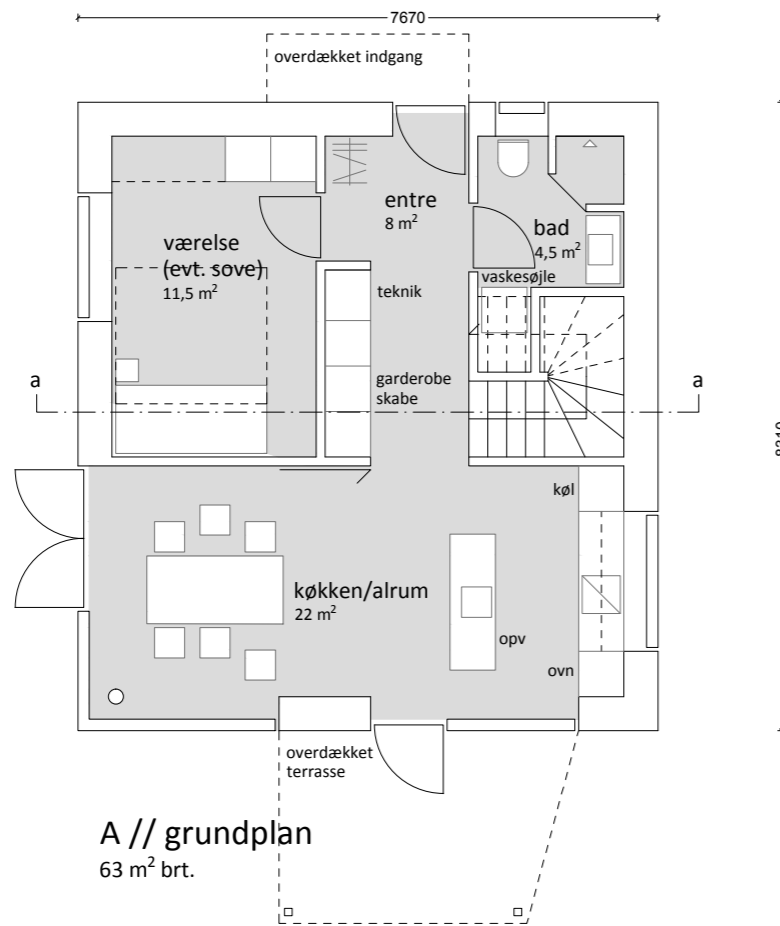 7670
overdækket indgang
entre
8 m²
bad
4,5 m²
værelse
(evt. sove)
11,5 m²
vaskesøjle
teknik
garderobe
skabe
a
a
køl
køkken/alrum
22 m²
opv
ovn
overdækket
terrasse
A // grundplan
63 m² brt.